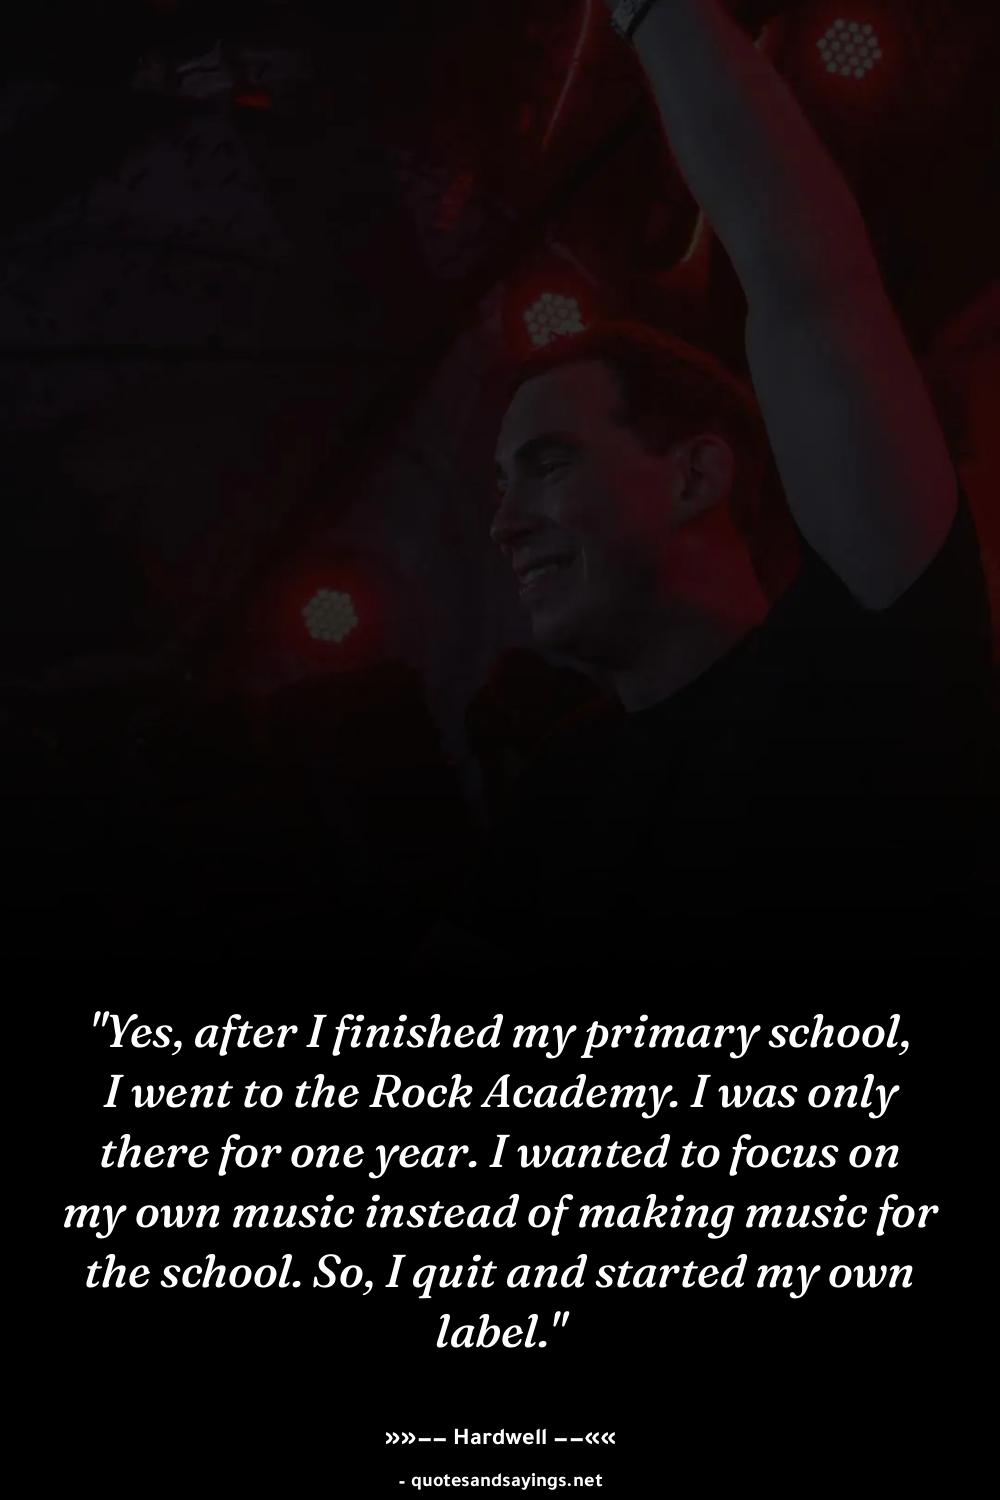 "Yes, after I finished my primary school,
I went to the Rock Academy. I was only
there for one year. I wanted to focus on
my own music instead of making music for
the school. So, I quit and started my own
label."
»»−− Hardwell −−««
- quotesandsayings.net